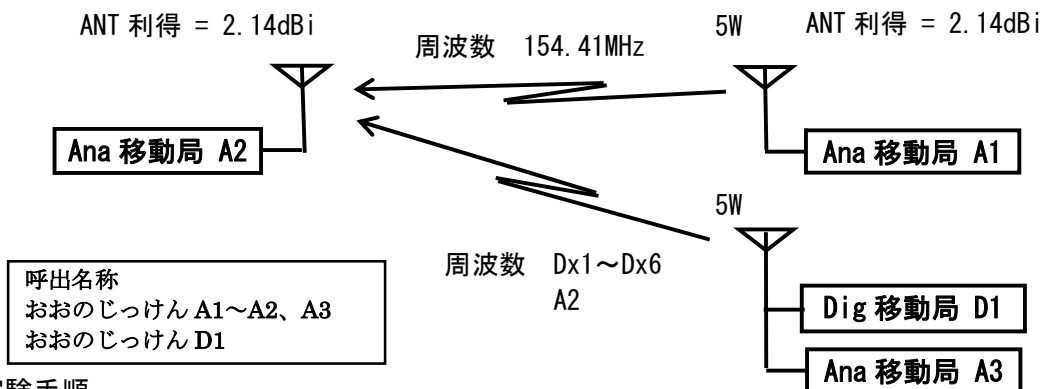 ANT 利得 = 2.14dBi
周波数 154.41MHz
5W
ANT 利得 = 2.14dBi
Ana 移動局 A2
Ana 移動局 A1
5W
周波数 Dx1～Dx6
A2
呼出名称
おおのじっけん A1～A2、A3
おおのじっけん D1
Dig 移動局 D1
Ana 移動局 A3
験手順